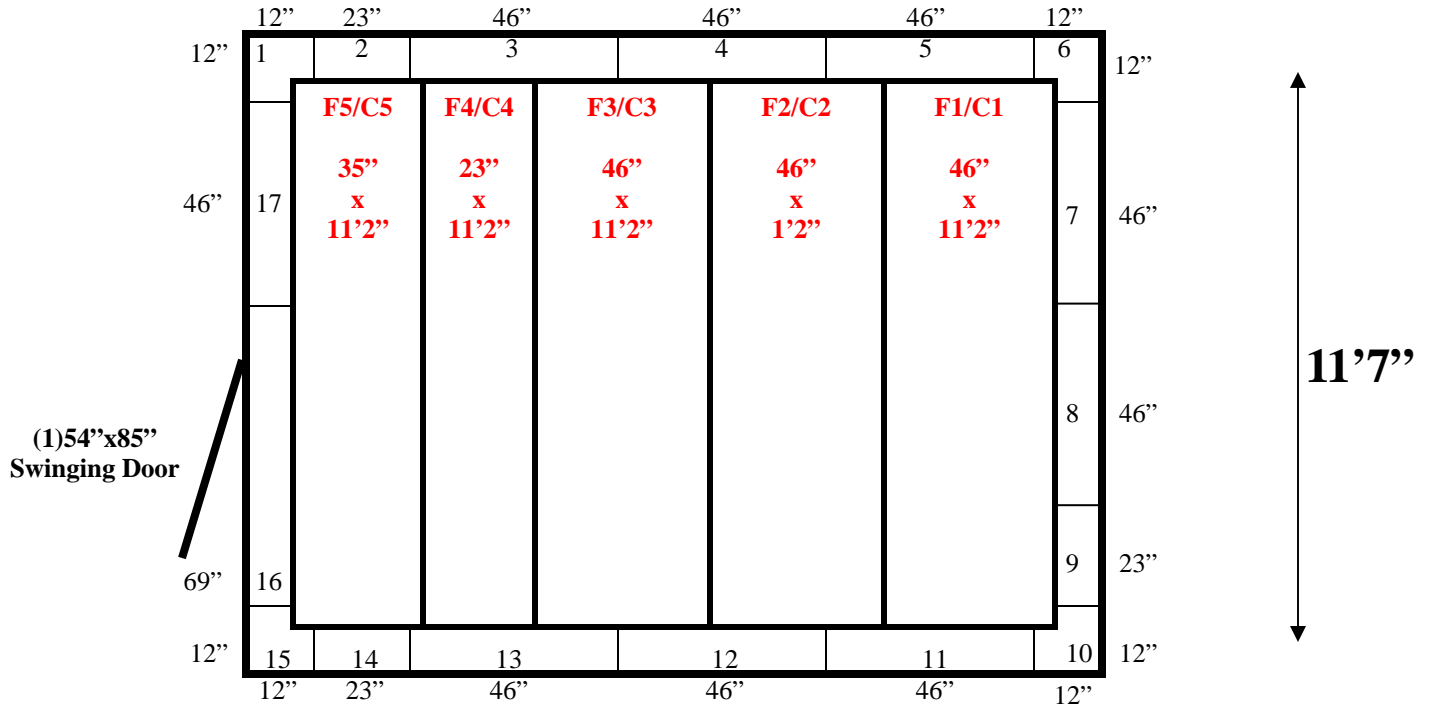 12” 23” 46” 46” 46” 12”
12” 1 2 3 4 5 6 12”
F5/C5 F4/C4 F3/C3 F2/C2 F1/C1
35” 23” 46” 46” 46”
x x x x x
11’2” 11’2” 11’2” 1’2” 11’2”
46” 17 7 46”
11’7”
8 46”
(1)54”x85”
Swinging Door
9 23”
69” 16
12” 15 14 13 12 11 10 12”
12” 23” 46” 46” 46” 12”